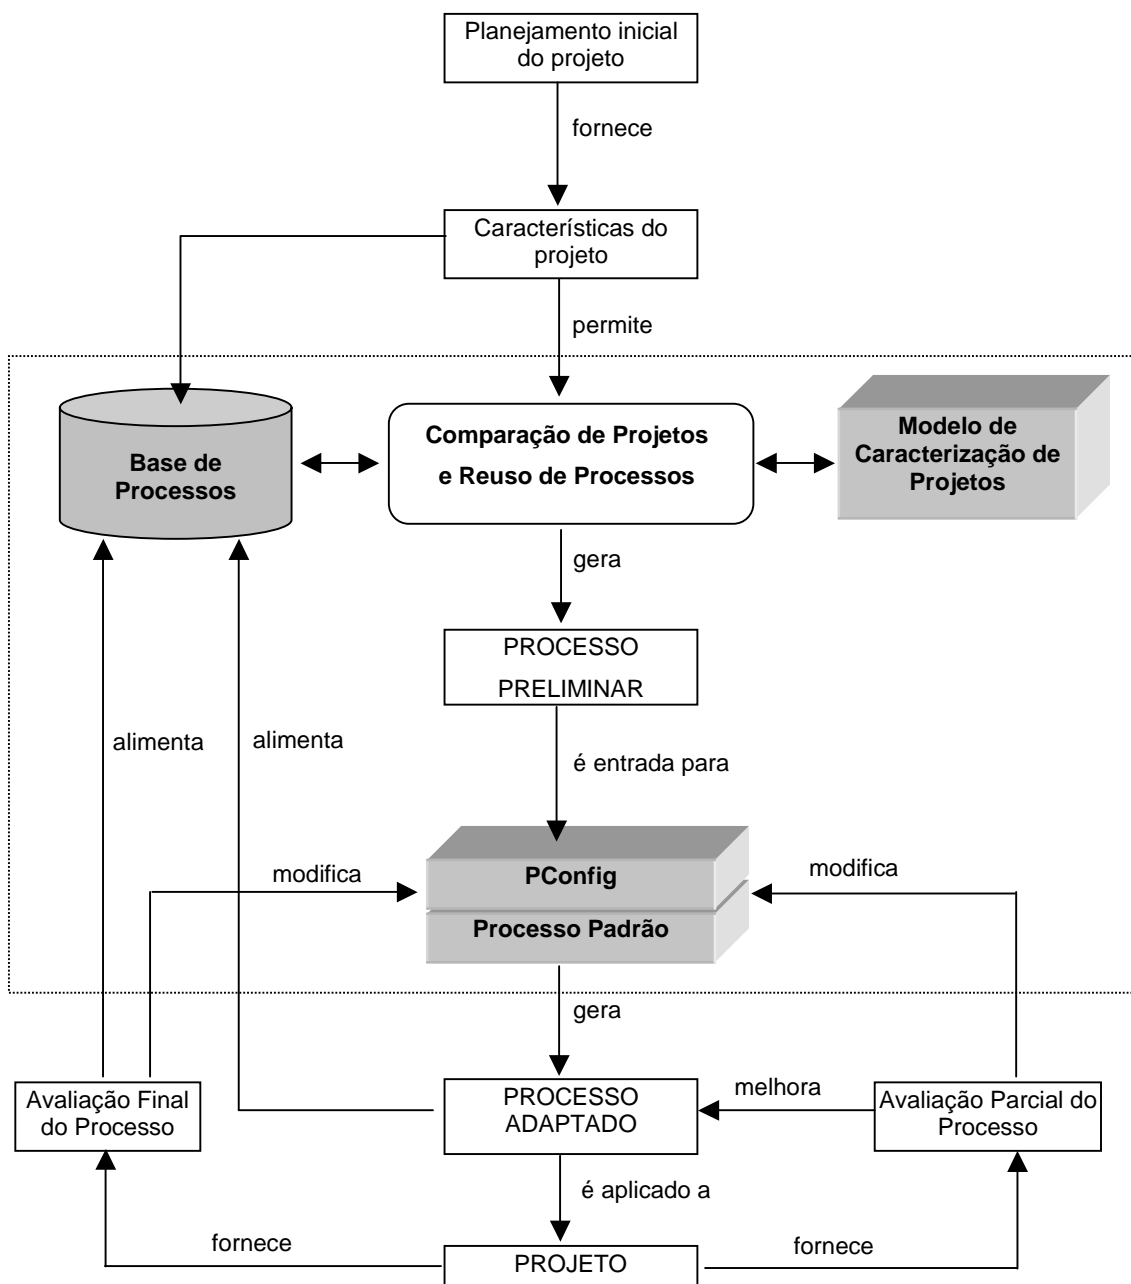 Planejamento inicial
do projeto
fornece
Características do
projeto
permite
Base de
Processos
Comparação de Projetos
e Reuso de Processos
Modelo de
Caracterização de
Projetos
gera
PROCESSO
PRELIMINAR
alimenta
alimenta
é entrada para
modifica
PConfig
modifica
Processo Padrão
gera
Avaliação Final
do Processo
PROCESSO
ADAPTADO
melhora
Avaliação Parcial do
Processo
é aplicado a
fornece
PROJETO
fornece